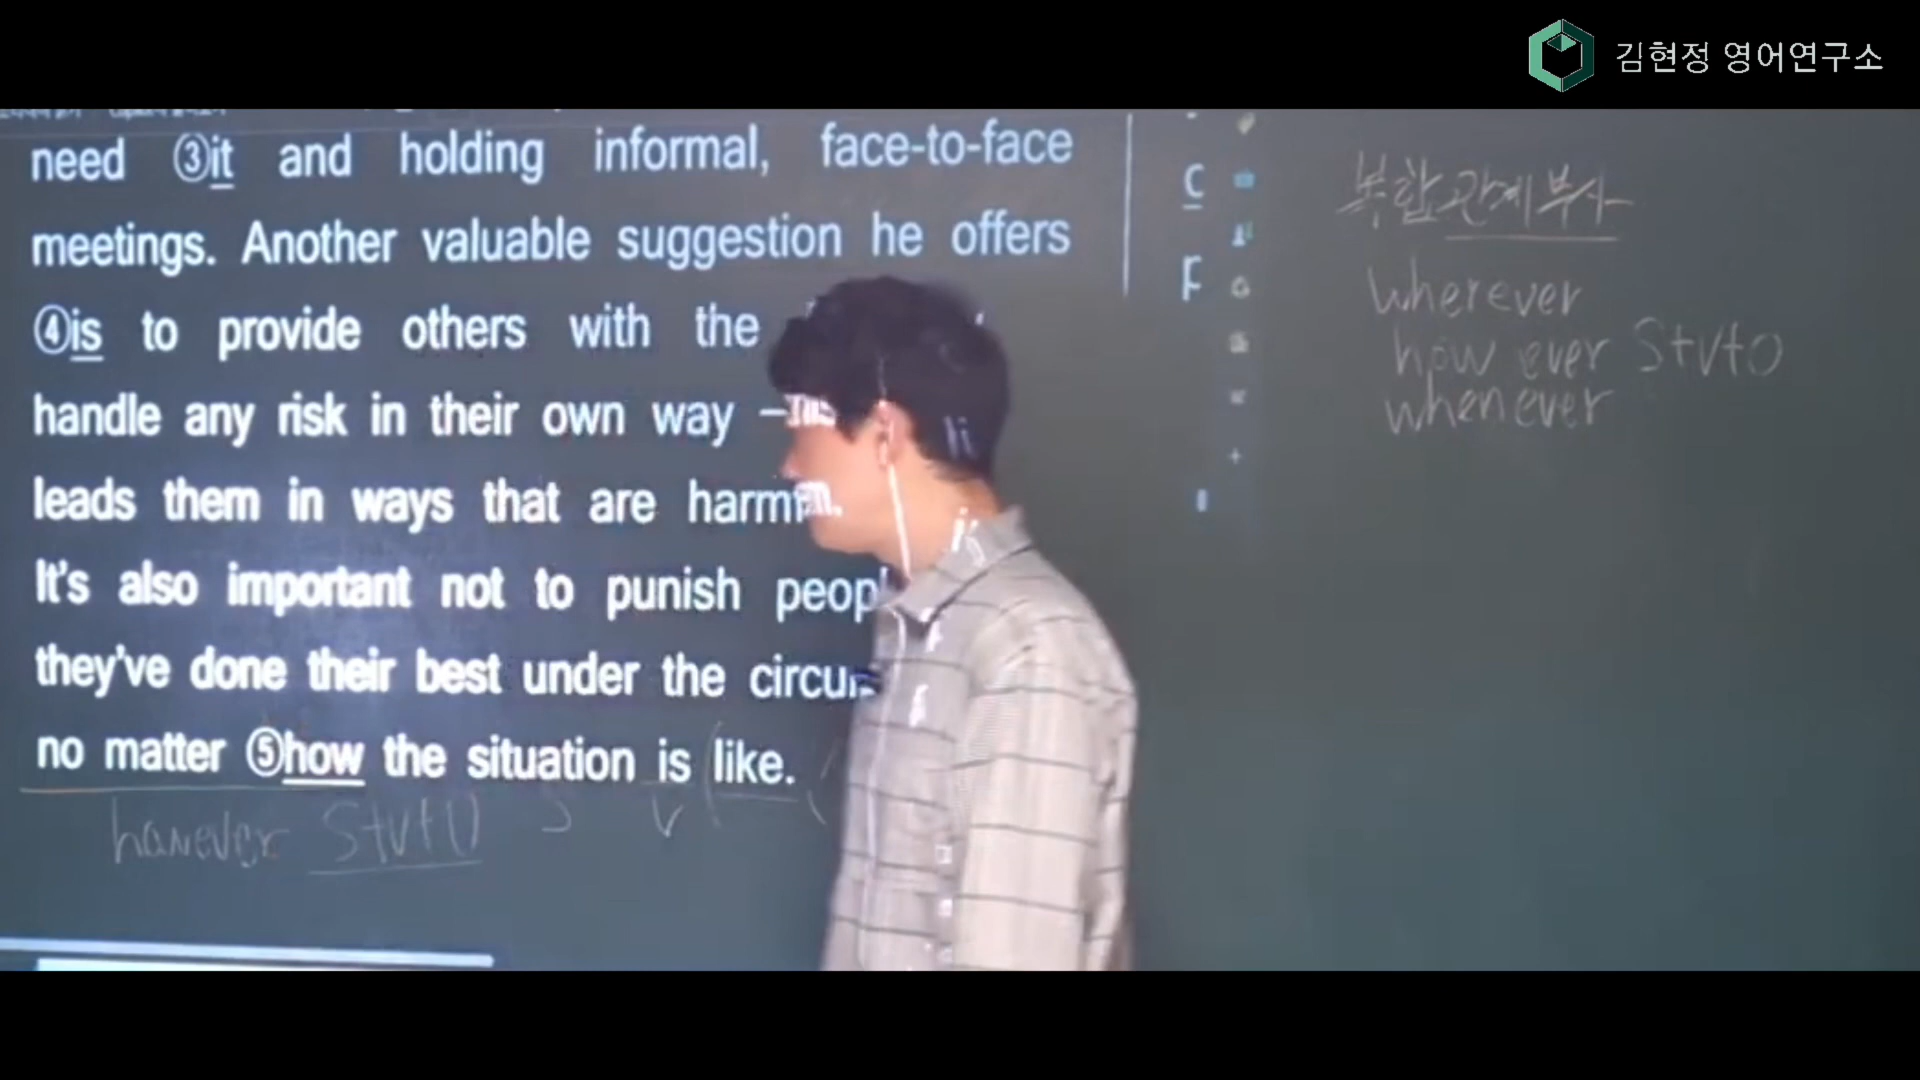 김현정 영어연구소
need ③it and holding informal, face-to-face
meetings. Another valuable suggestion he offers
④is to provide others with the
handle any risk in their own way –
leads them in ways that are
It's also important not to punish
they've done their best under the
no matter ⑤how the situation is like.
however S+V+O S V
C
F
복합관계부사
wherever
how ever S+V+O
whenever